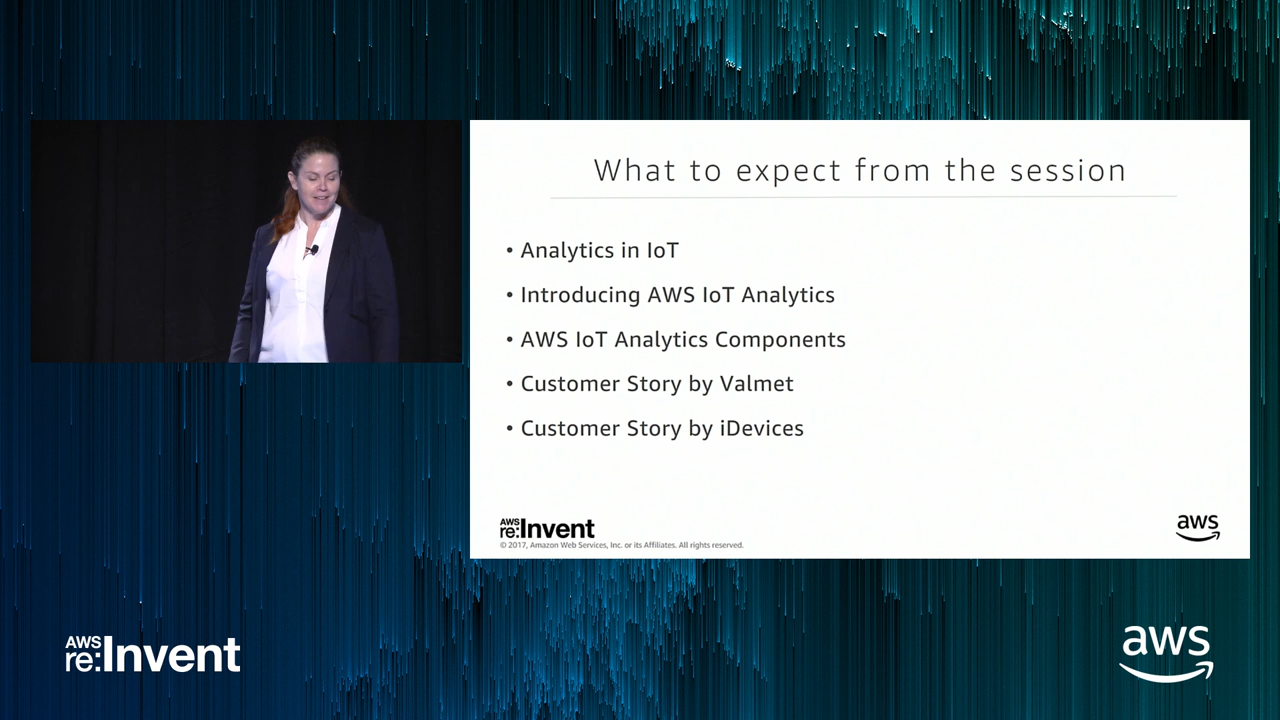 What to expect from the session
• Analytics in IoT
• Introducing AWS IoT Analytics
• AWS IoT Analytics Components
• Customer Story by Valmet
• Customer Story by iDevices
AWS
re:Invent
© 2017, Amazon Web Services, Inc. or its Affiliates. All rights reserved.
aws
AWS
re:Invent
aws